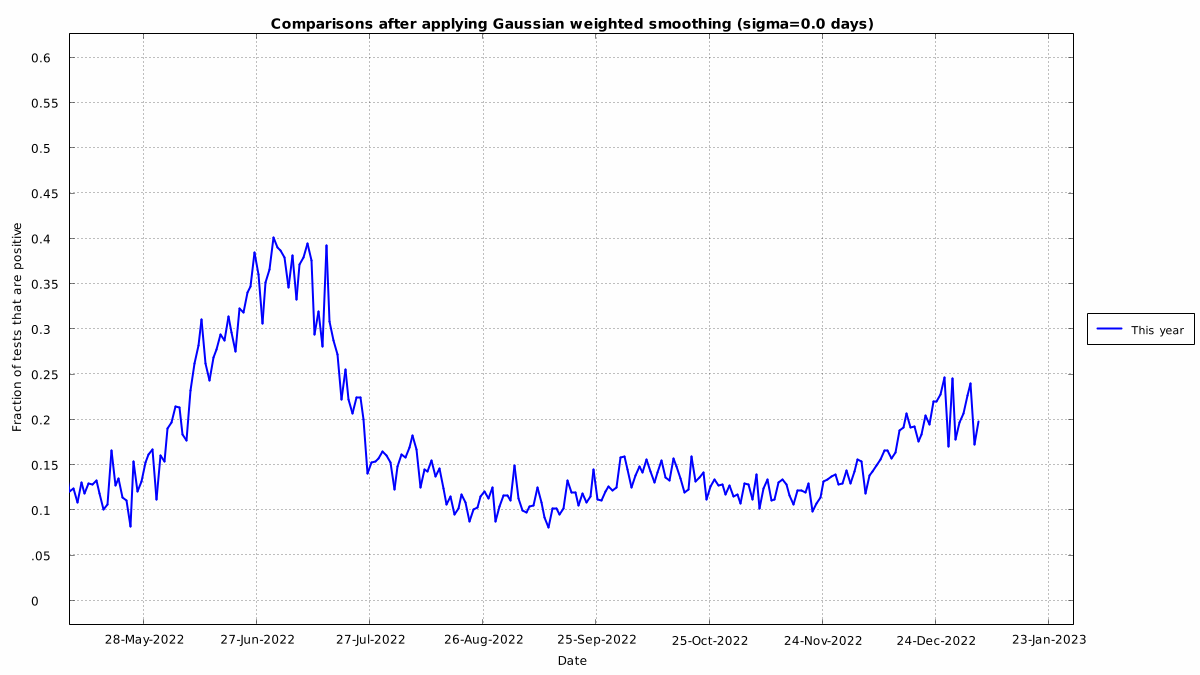 Comparisons after applying Gaussian weighted smoothing (sigma=0.0 days)
0.6
0.55
0.5
0.45
0.4
0.35
0.3
0.25
0.2
0.15
0.1
.05
0
Fraction of tests that are positive
28-May-2022
27-Jun-2022
27-Jul-2022
26-Aug-2022
25-Sep-2022
25-Oct-2022
24-Nov-2022
24-Dec-2022
23-Jan-2023
Date
This year